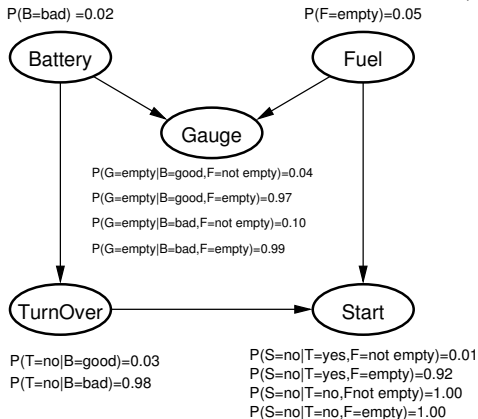 P(B=bad) =0.02
P(F=empty)=0.05
Battery
Fuel
Gauge
P(G=empty|B=good,F=not empty)=0.04
P(G=empty|B=good,F=empty)=0.97
P(G=empty|B=bad,F=not empty)=0.10
P(G=empty|B=bad,F=empty)=0.99
TurnOver
Start
P(T=no|B=good)=0.03
P(T=no|B=bad)=0.98
P(S=no|T=yes,F=not empty)=0.01
P(S=no|T=yes,F=empty)=0.92
P(S=no|T=no,Fnot empty)=1.00
P(S=no|T=no,F=empty)=1.00